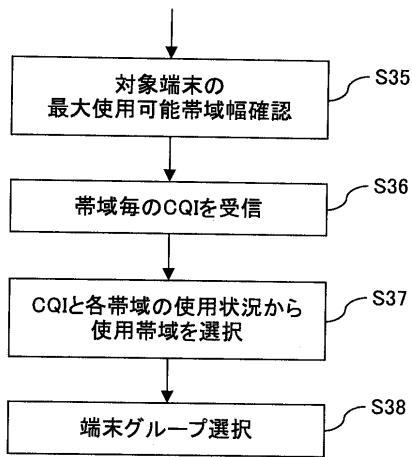 対象端末の
最大使用可能帯域幅確認
S35
帯域毎のCQIを受信
S36
CQIと各帯域の使用状況から
使用帯域を選択
S37
端末グループ選択
S38